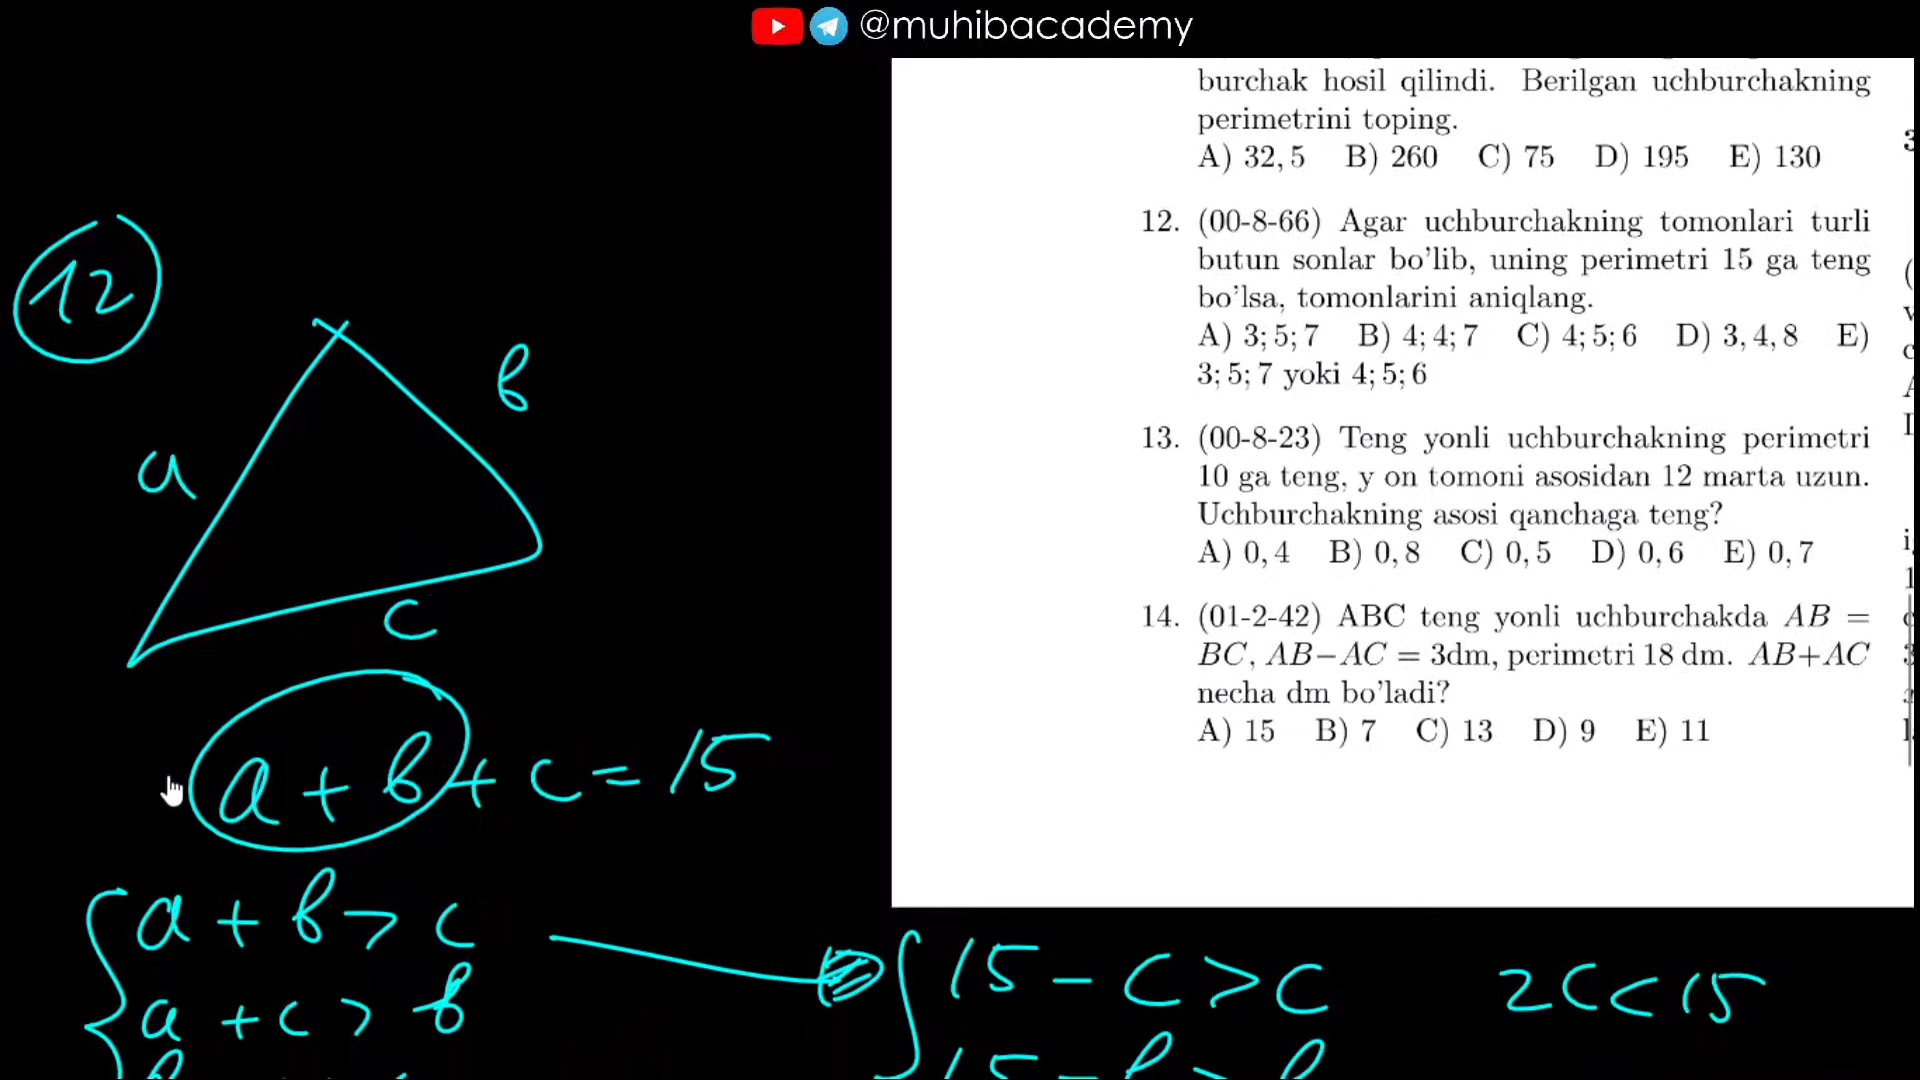 @muhibacademy
burchak hosil qilindi. Berilgan uchburchakning
perimetrini toping.
A) 32, 5 B) 260 C) 75 D) 195 E) 130
12. (00-8-66) Agar uchburchakning tomonlari turli
butun sonlar bo'lib, uning perimetri 15 ga teng
bo'lsa, tomonlarini aniqlang.
A) 3; 5; 7 B) 4; 4; 7 C) 4; 5; 6 D) 3, 4, 8 E)
3; 5; 7 yoki 4; 5; 6
13. (00-8-23) Teng yonli uchburchakning perimetri
10 ga teng, y on tomoni asosidan 12 marta uzun.
Uchburchakning asosi qanchaga teng?
A) 0, 4 B) 0, 8 C) 0, 5 D) 0, 6 E) 0, 7
14. (01-2-42) ABC teng yonli uchburchakda AB =
BC, AB−AC = 3dm, perimetri 18 dm. AB+AC
necha dm bo'ladi?
A) 15 B) 7 C) 13 D) 9 E) 11
12
a
b
c
a + b + c = 15
a + b > c
a + c > b
15 - c > c
2c < 15
15 - b > b